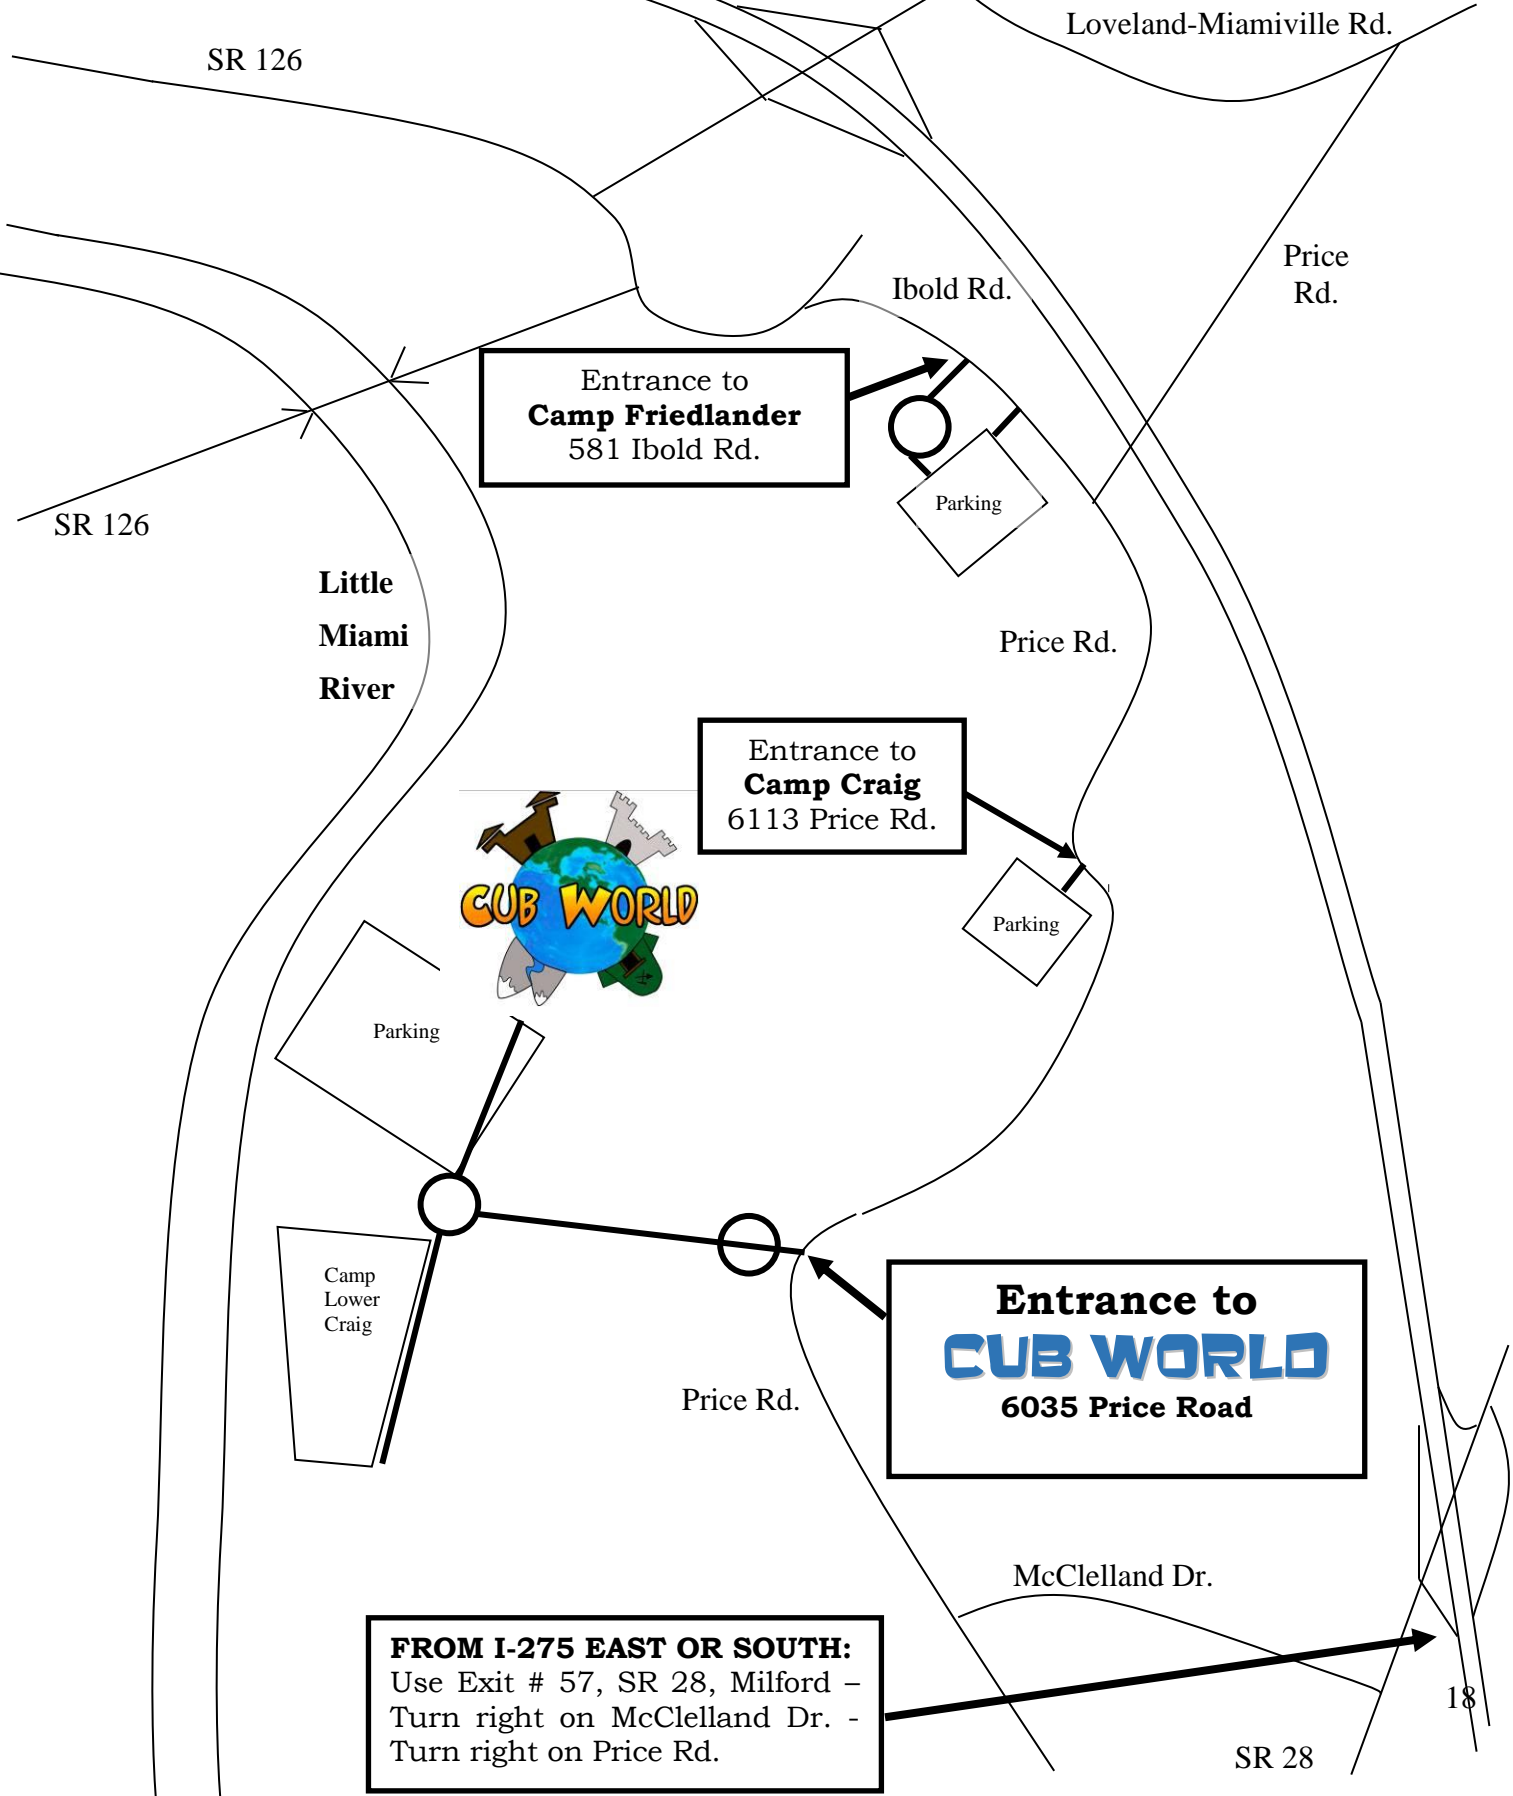 Loveland-Miamiville Rd.
SR 126
Price
Rd.
Ibold Rd.
Entrance to
Camp Friedlander
581 Ibold Rd.
Parking
SR 126
Little
Miami
River
Price Rd.
Entrance to
Camp Craig
6113 Price Rd.
CUB WORLD
Parking
Parking
Camp
Lower
Craig
Entrance to
CUB WORLD
6035 Price Road
Price Rd.
McClelland Dr.
FROM I-275 EAST OR SOUTH:
Use Exit # 57, SR 28, Milford –
Turn right on McClelland Dr. -
Turn right on Price Rd.
18
SR 28